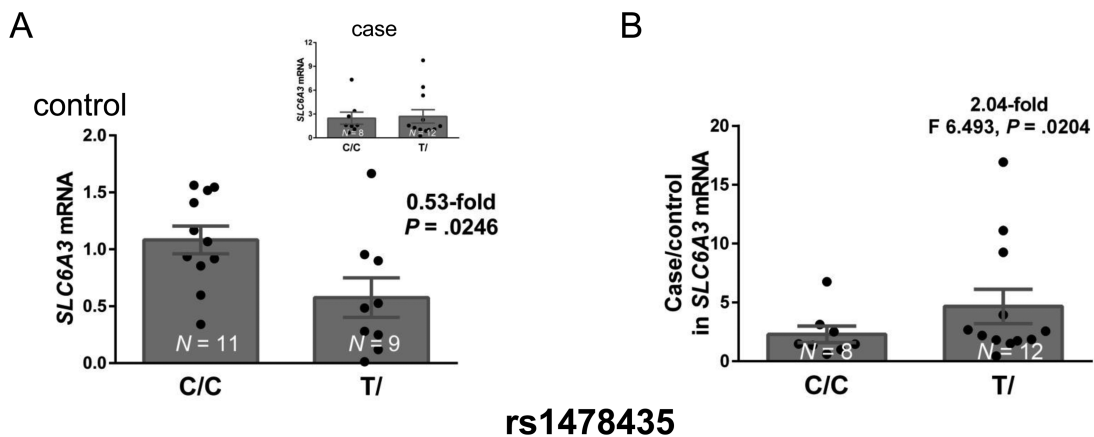 A
control
SLC6A3 mRNA
2.0
1.5
1.0
0.5
0.0
N = 11
N = 9
C/C
T/
0.53-fold
P = .0246
case
SLC6A3 mRNA
12
9
6
3
0
N = 8
N = 12
C/C
T/
B
2.04-fold
F 6.493, P = .0204
Case/control
in SLC6A3 mRNA
20
15
10
5
0
N = 8
N = 12
C/C
T/
rs1478435